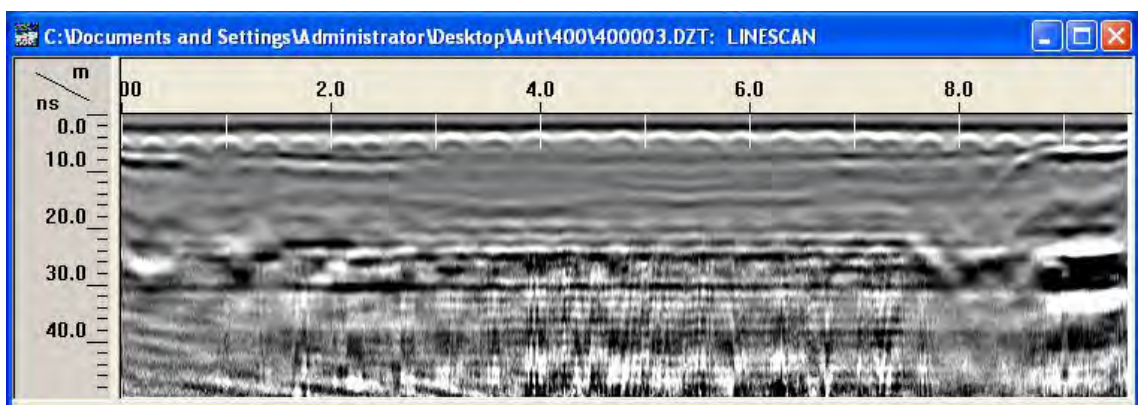 C:\Documents and Settings\Administrator\Desktop\Aut\400\400003.DZT: LINESCAN
m
ns
00 2.0 4.0 6.0 8.0
0.0
10.0
20.0
30.0
40.0